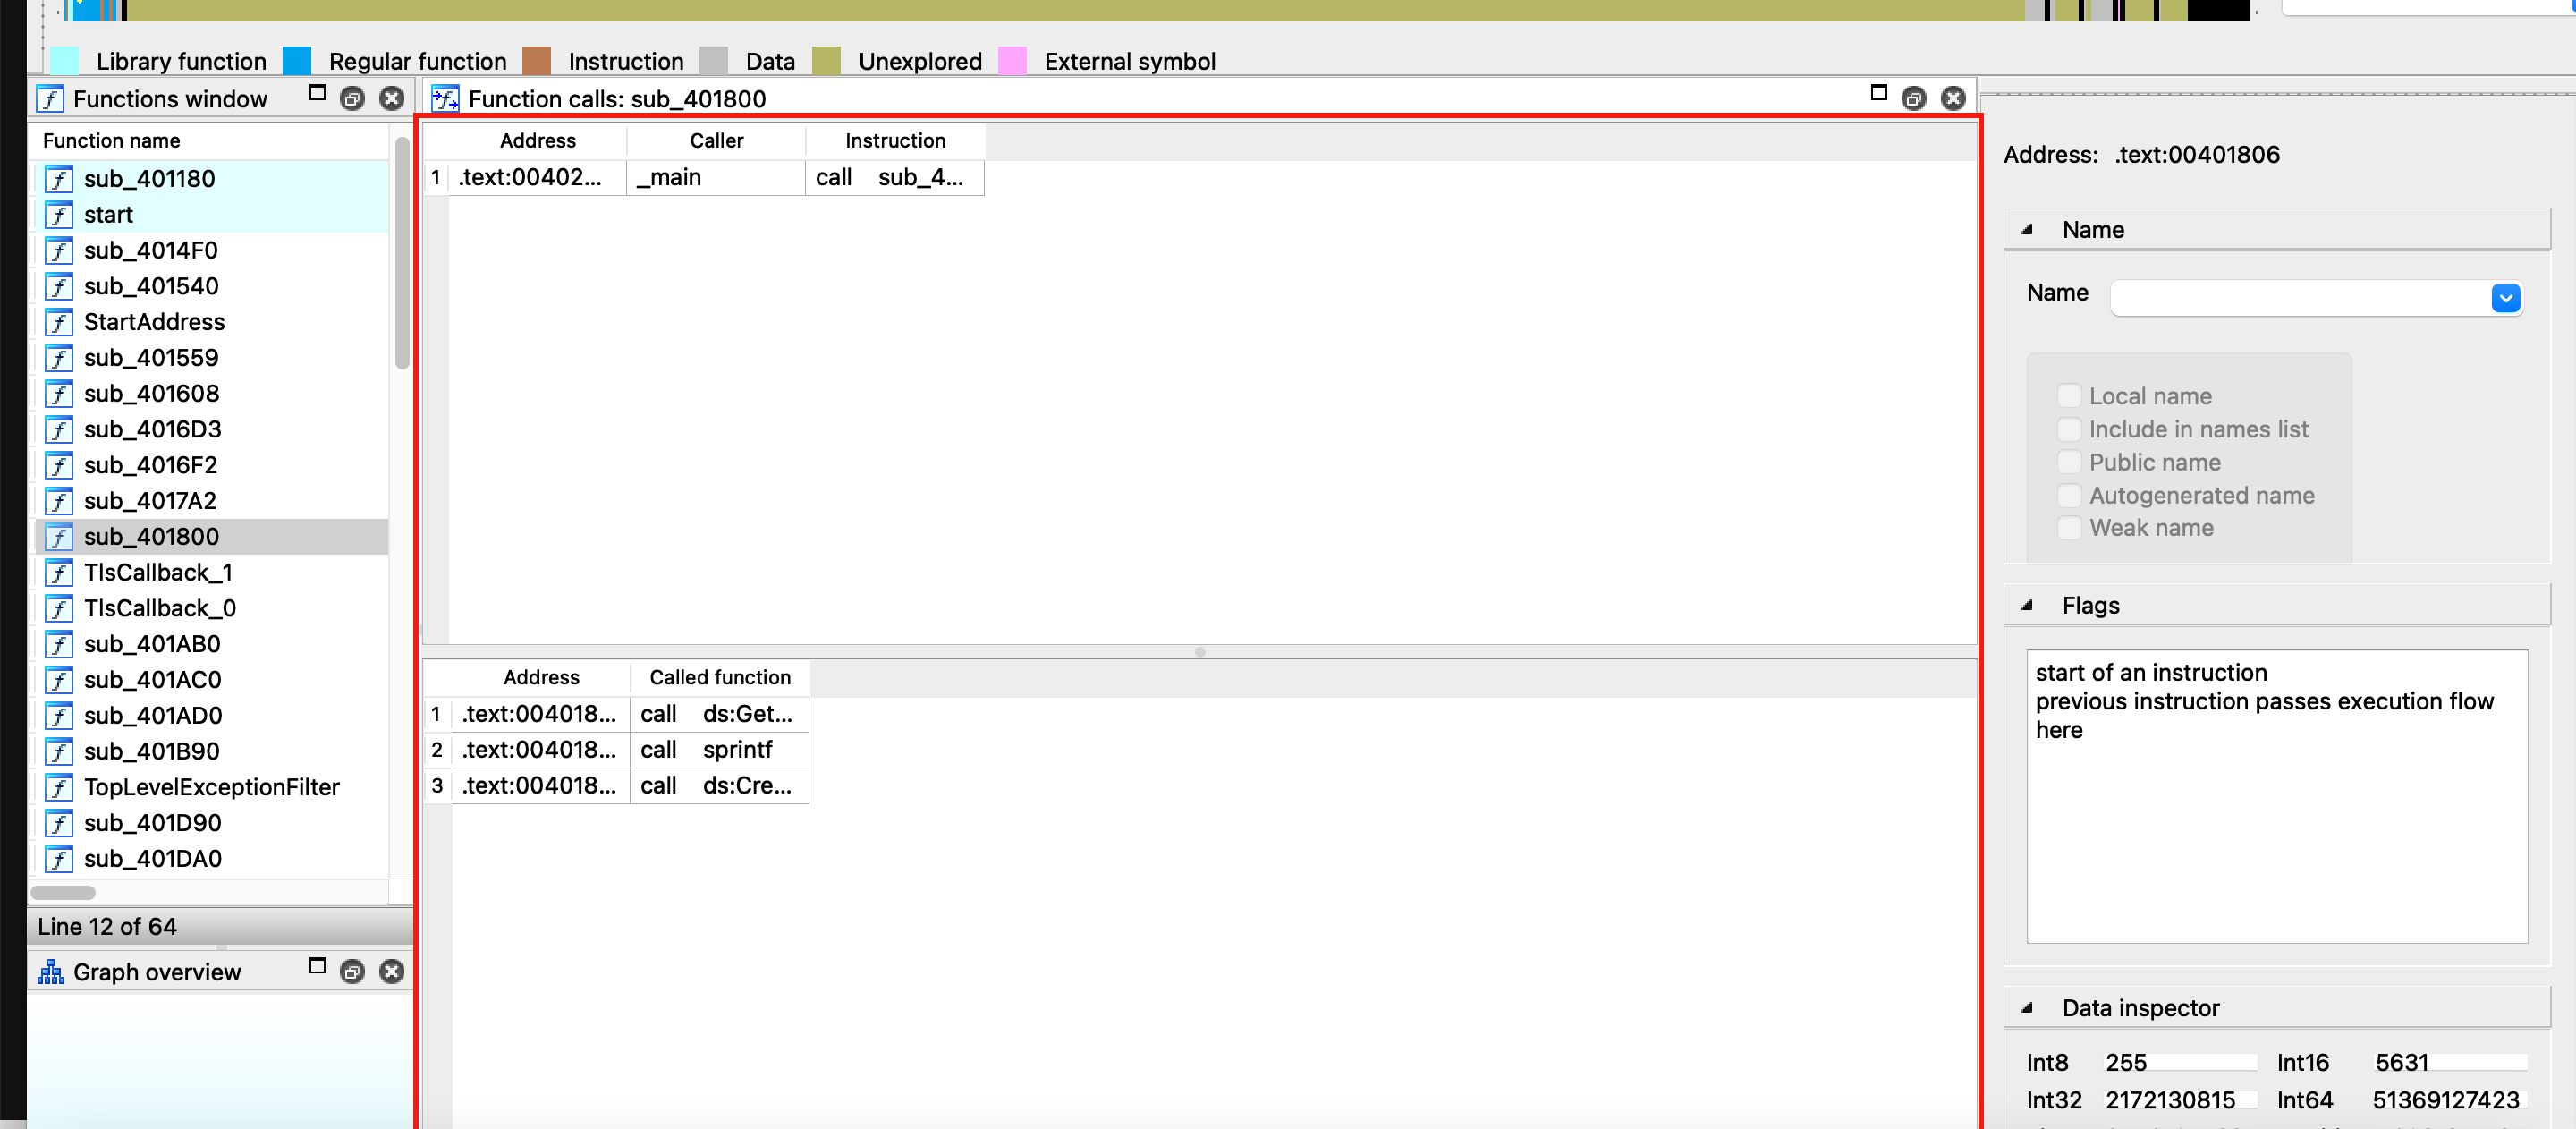 Library function Regular function Instruction Data Unexplored External symbol
Functions window
Function name
sub_401180
start
sub_4014F0
sub_401540
StartAddress
sub_401559
sub_401608
sub_4016D3
sub_4016F2
sub_4017A2
sub_401800
TlsCallback_1
TlsCallback_0
sub_401AB0
sub_401AC0
sub_401AD0
sub_401B90
TopLevelExceptionFilter
sub_401D90
sub_401DA0
Line 12 of 64
Graph overview
Function calls: sub_401800
Address Caller Instruction
1 .text:00402... _main call sub_4...
Address Called function
1 .text:004018... call ds:Get...
2 .text:004018... call sprintf
3 .text:004018... call ds:Cre...
Address: .text:00401806
Name
Name
Local name
Include in names list
Public name
Autogenerated name
Weak name
Flags
start of an instruction
previous instruction passes execution flow
here
Data inspector
Int8 255 Int16 5631
Int32 2172130815 Int64 51369127423